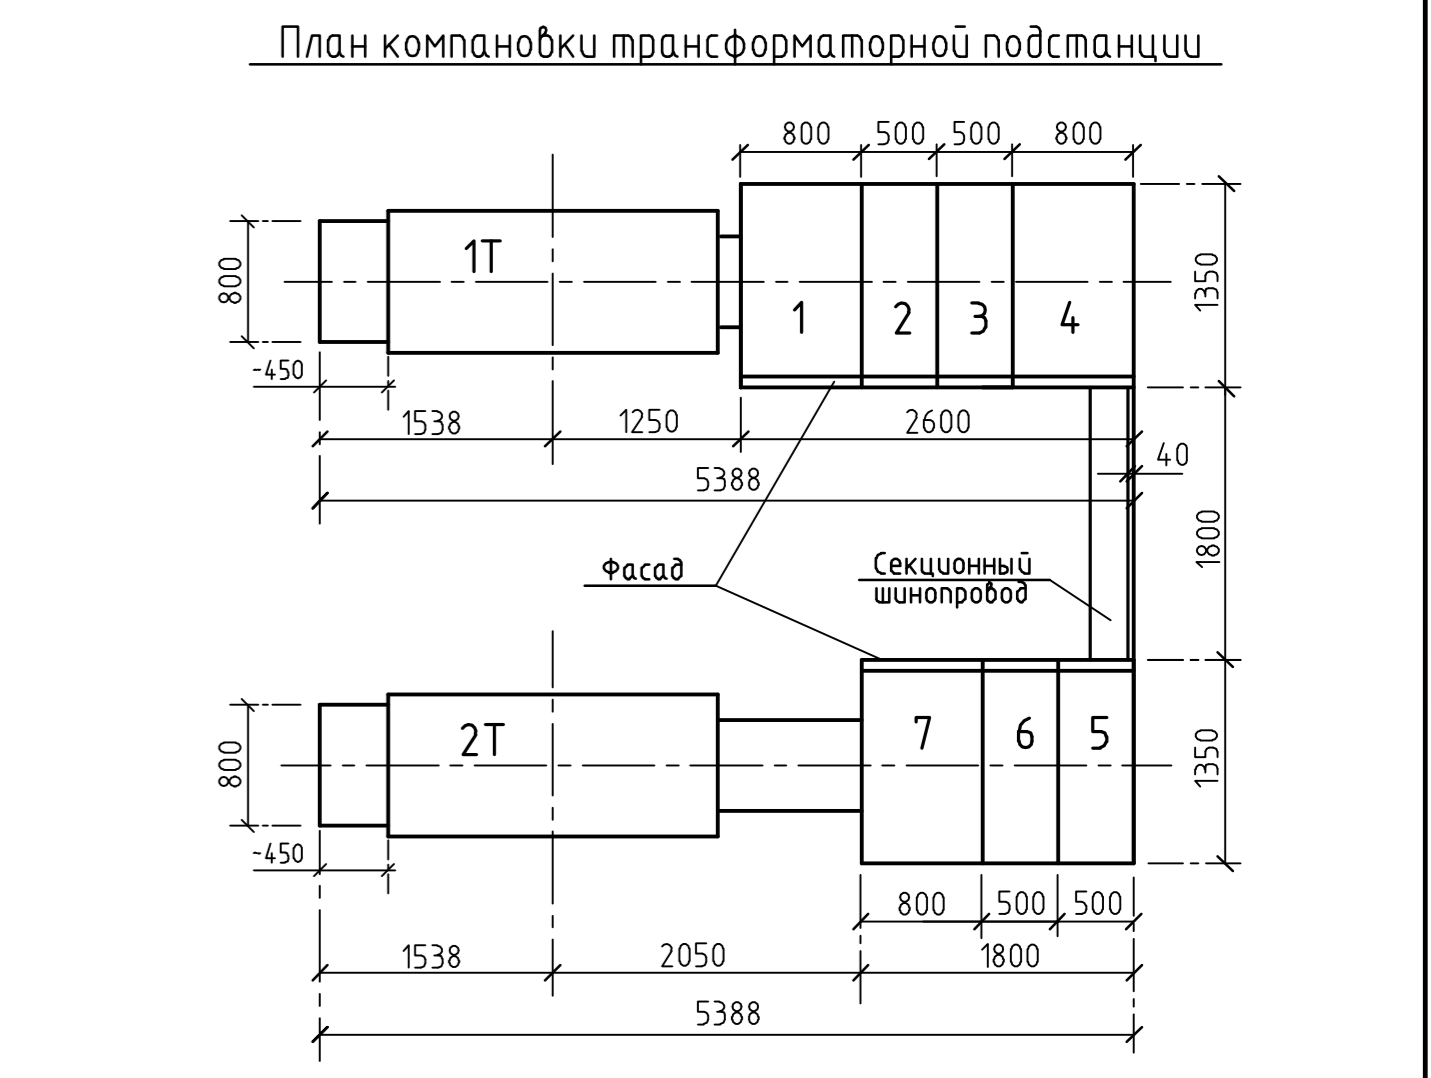 План компановки трансформаторной подстанции
800 500 500 800
1Т
1 2 3 4
800
1350
~450
1538 1250 2600
40
5388
1800
Фасад
Секционный
шинопровод
2Т
7 6 5
800
1350
~450
800 500 500
1538 2050 1800
5388